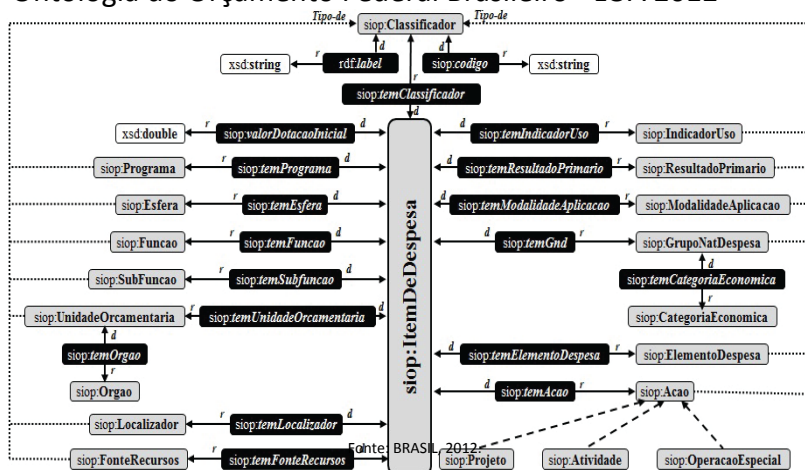 Ontologia do Orçamento Federal Brasileiro - LOA 2012
Tipo-de siop:Classificador Tipo-de
r d d r
xsd:string rdf:label siop:codigo xsd:string
r
siop:temClassificador
d
xsd:double r siop:valorDotacaoInicial d d siop:temIndicadorUso r siop:IndicadorUso
siop:Programa r siop:temPrograma d d siop:temResultadoPrimario r siop:ResultadoPrimario
siop:Esfera r siop:temEsfera d d siop:temModalidadeAplicacao r siop:ModalidadeAplicacao
siop:Funcao r siop:temFuncao d d siop:temGnd r siop:GrupoNatDespesa
d
siop:SubFuncao r siop:temSubfuncao d siop:temCategoriaEconomica
r
siop:ItemDeDespesa
siop:UnidadeOrcamentaria r siop:temUnidadeOrcamentaria d siop:CategoriaEconomica
d
siop:temOrgao d siop:temElementoDespesa r siop:ElementoDespesa
r
siop:Orgao d siop:temAcao r siop:Acao
siop:Localizador r siop:temLocalizador d
Fonte: BRASIL, 2012.
siop:FonteRecursos r siop:temFonteRecursos d siop:Projeto siop:Atividade siop:OperacaoEspecial